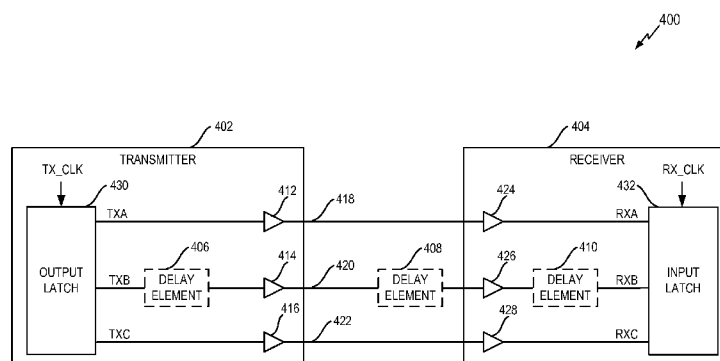 400
402
404
TRANSMITTER
RECEIVER
TX_CLK
430
412
424
432
RX_CLK
TXA
418
RXA
406
414
408
426
410
OUTPUT
LATCH
TXB
DELAY
ELEMENT
420
DELAY
ELEMENT
DELAY
ELEMENT
RXB
INPUT
LATCH
416
428
TXC
422
RXC